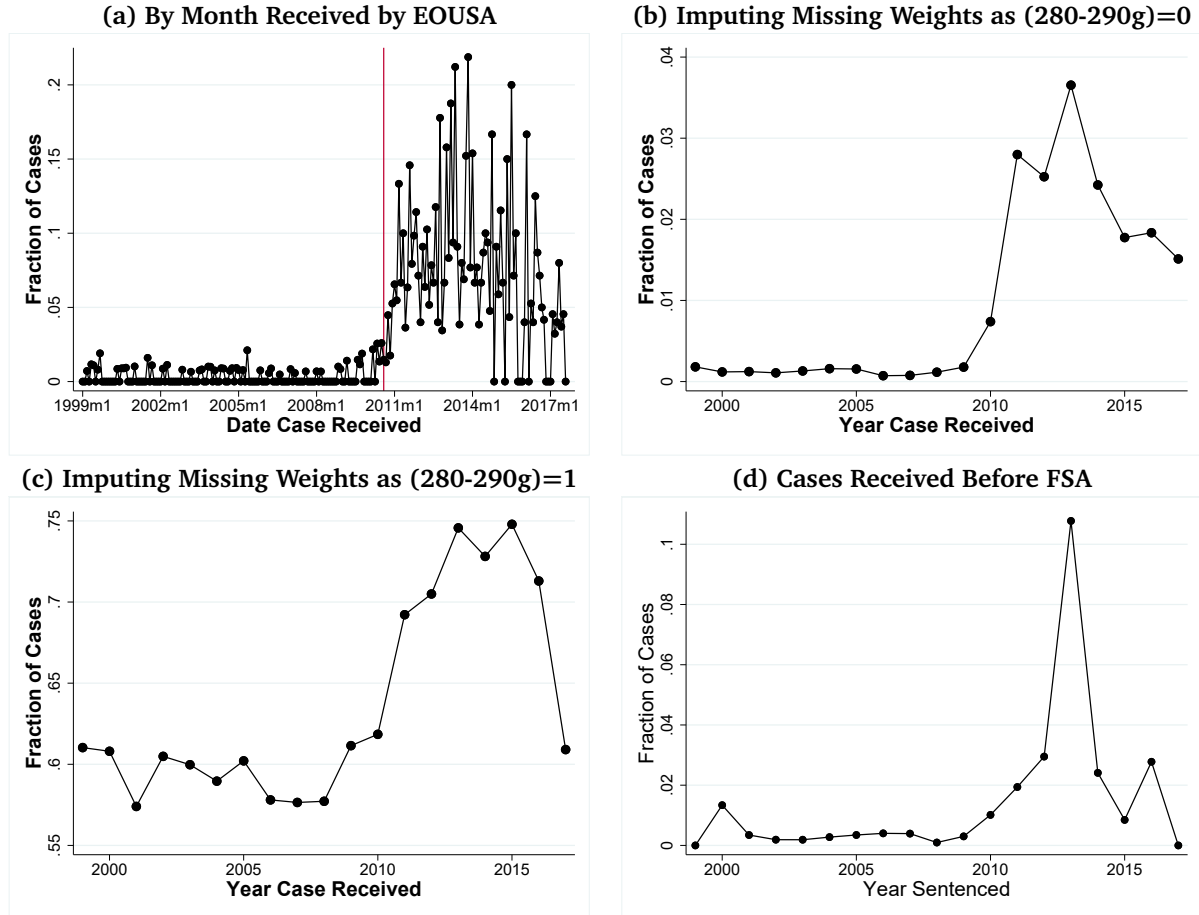 (a) By Month Received by EOUSA
Fraction of Cases
.2
.15
.1
.05
0
1999m1 2002m1 2005m1 2008m1 2011m1 2014m1 2017m1
Date Case Received
(b) Imputing Missing Weights as (280-290g)=0
Fraction of Cases
.04
.03
.02
.01
0
2000 2005 2010 2015
Year Case Received
(c) Imputing Missing Weights as (280-290g)=1
Fraction of Cases
.75
.7
.65
.6
.55
2000 2005 2010 2015
Year Case Received
(d) Cases Received Before FSA
Fraction of Cases
.1
.08
.06
.04
.02
0
2000 2005 2010 2015
Year Sentenced